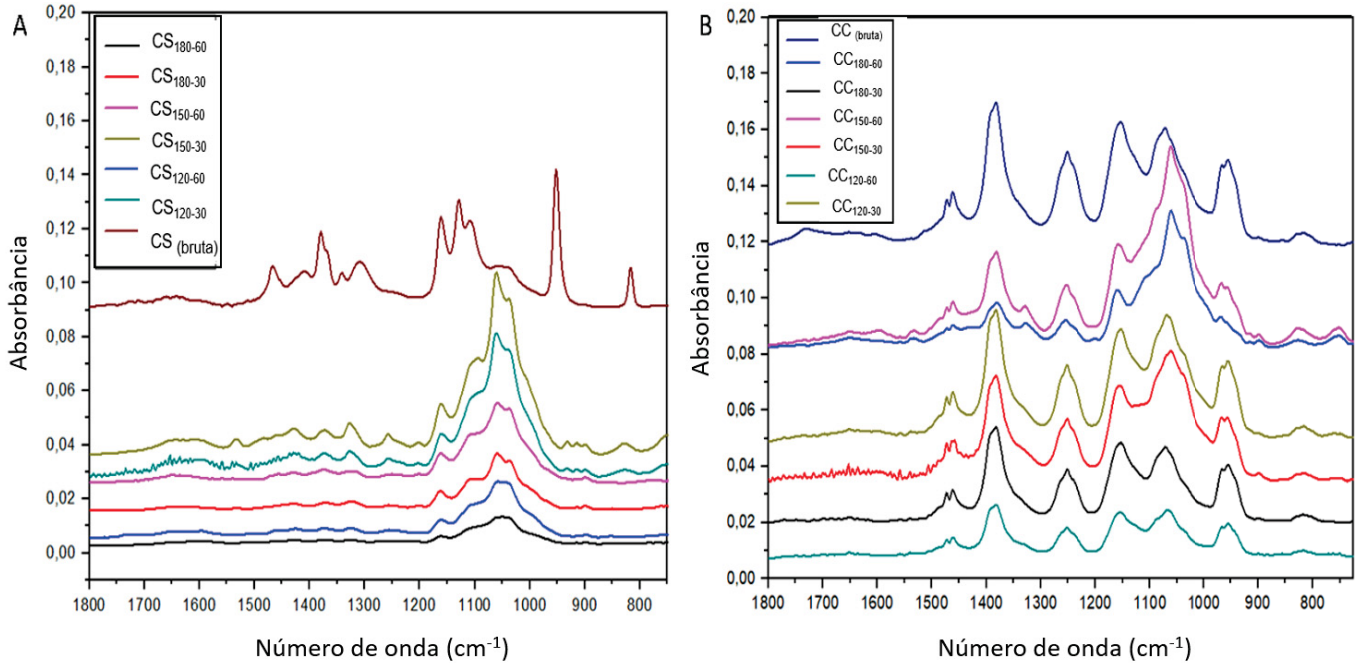 A
CS180-60
CS180-30
CS150-60
CS150-30
CS120-60
CS120-30
CS (bruta)
0,20
0,18
0,16
0,14
0,12
0,10
0,08
0,06
0,04
0,02
0,00
Absorbância
1800 1700 1600 1500 1400 1300 1200 1100 1000 900 800
Número de onda (cm-1)
B
CC (bruta)
CC180-60
CC180-30
CC150-60
CC150-30
CC120-60
CC120-30
0,20
0,18
0,16
0,14
0,12
0,10
0,08
0,06
0,04
0,02
0,00
Absorbância
1800 1700 1600 1500 1400 1300 1200 1100 1000 900 800
Número de onda (cm-1)